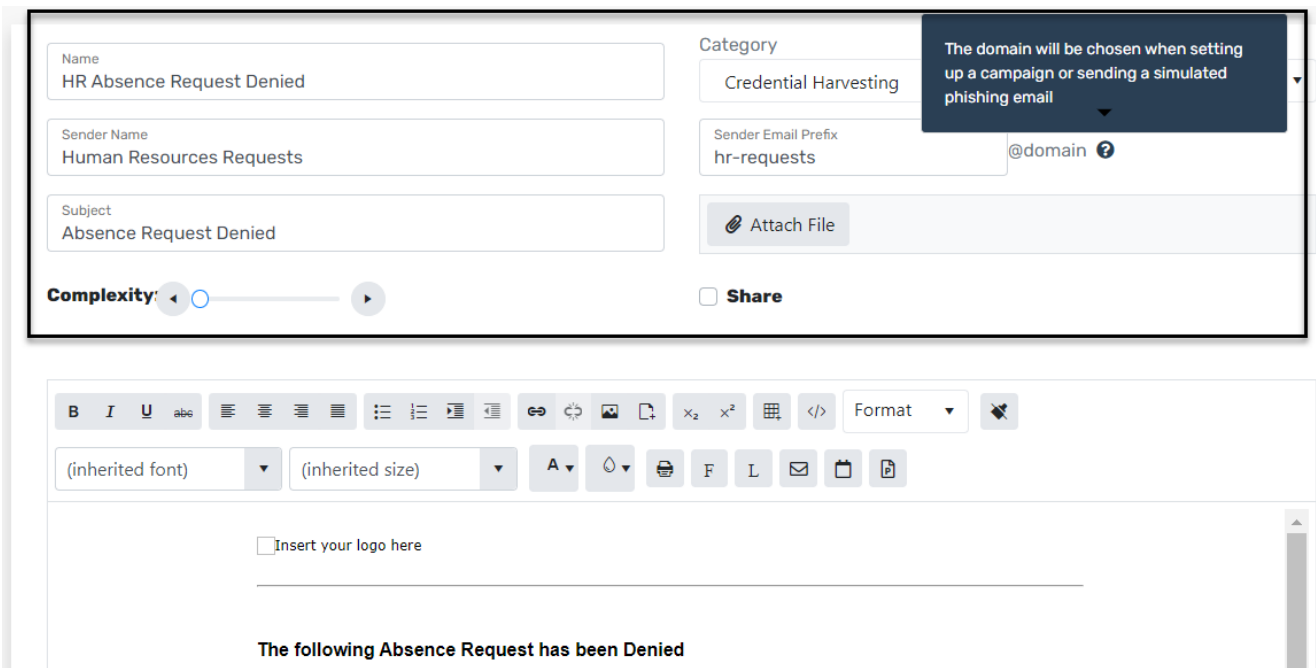 Name
HR Absence Request Denied
Category
Credential Harvesting
The domain will be chosen when setting
up a campaign or sending a simulated
phishing email
Sender Name
Human Resources Requests
Sender Email Prefix
hr-requests
@domain ?
Subject
Absence Request Denied
Attach File
Complexity:
Share
B I U abc x₂ x² </> Format
(inherited font) (inherited size) A F L P
Insert your logo here
The following Absence Request has been Denied